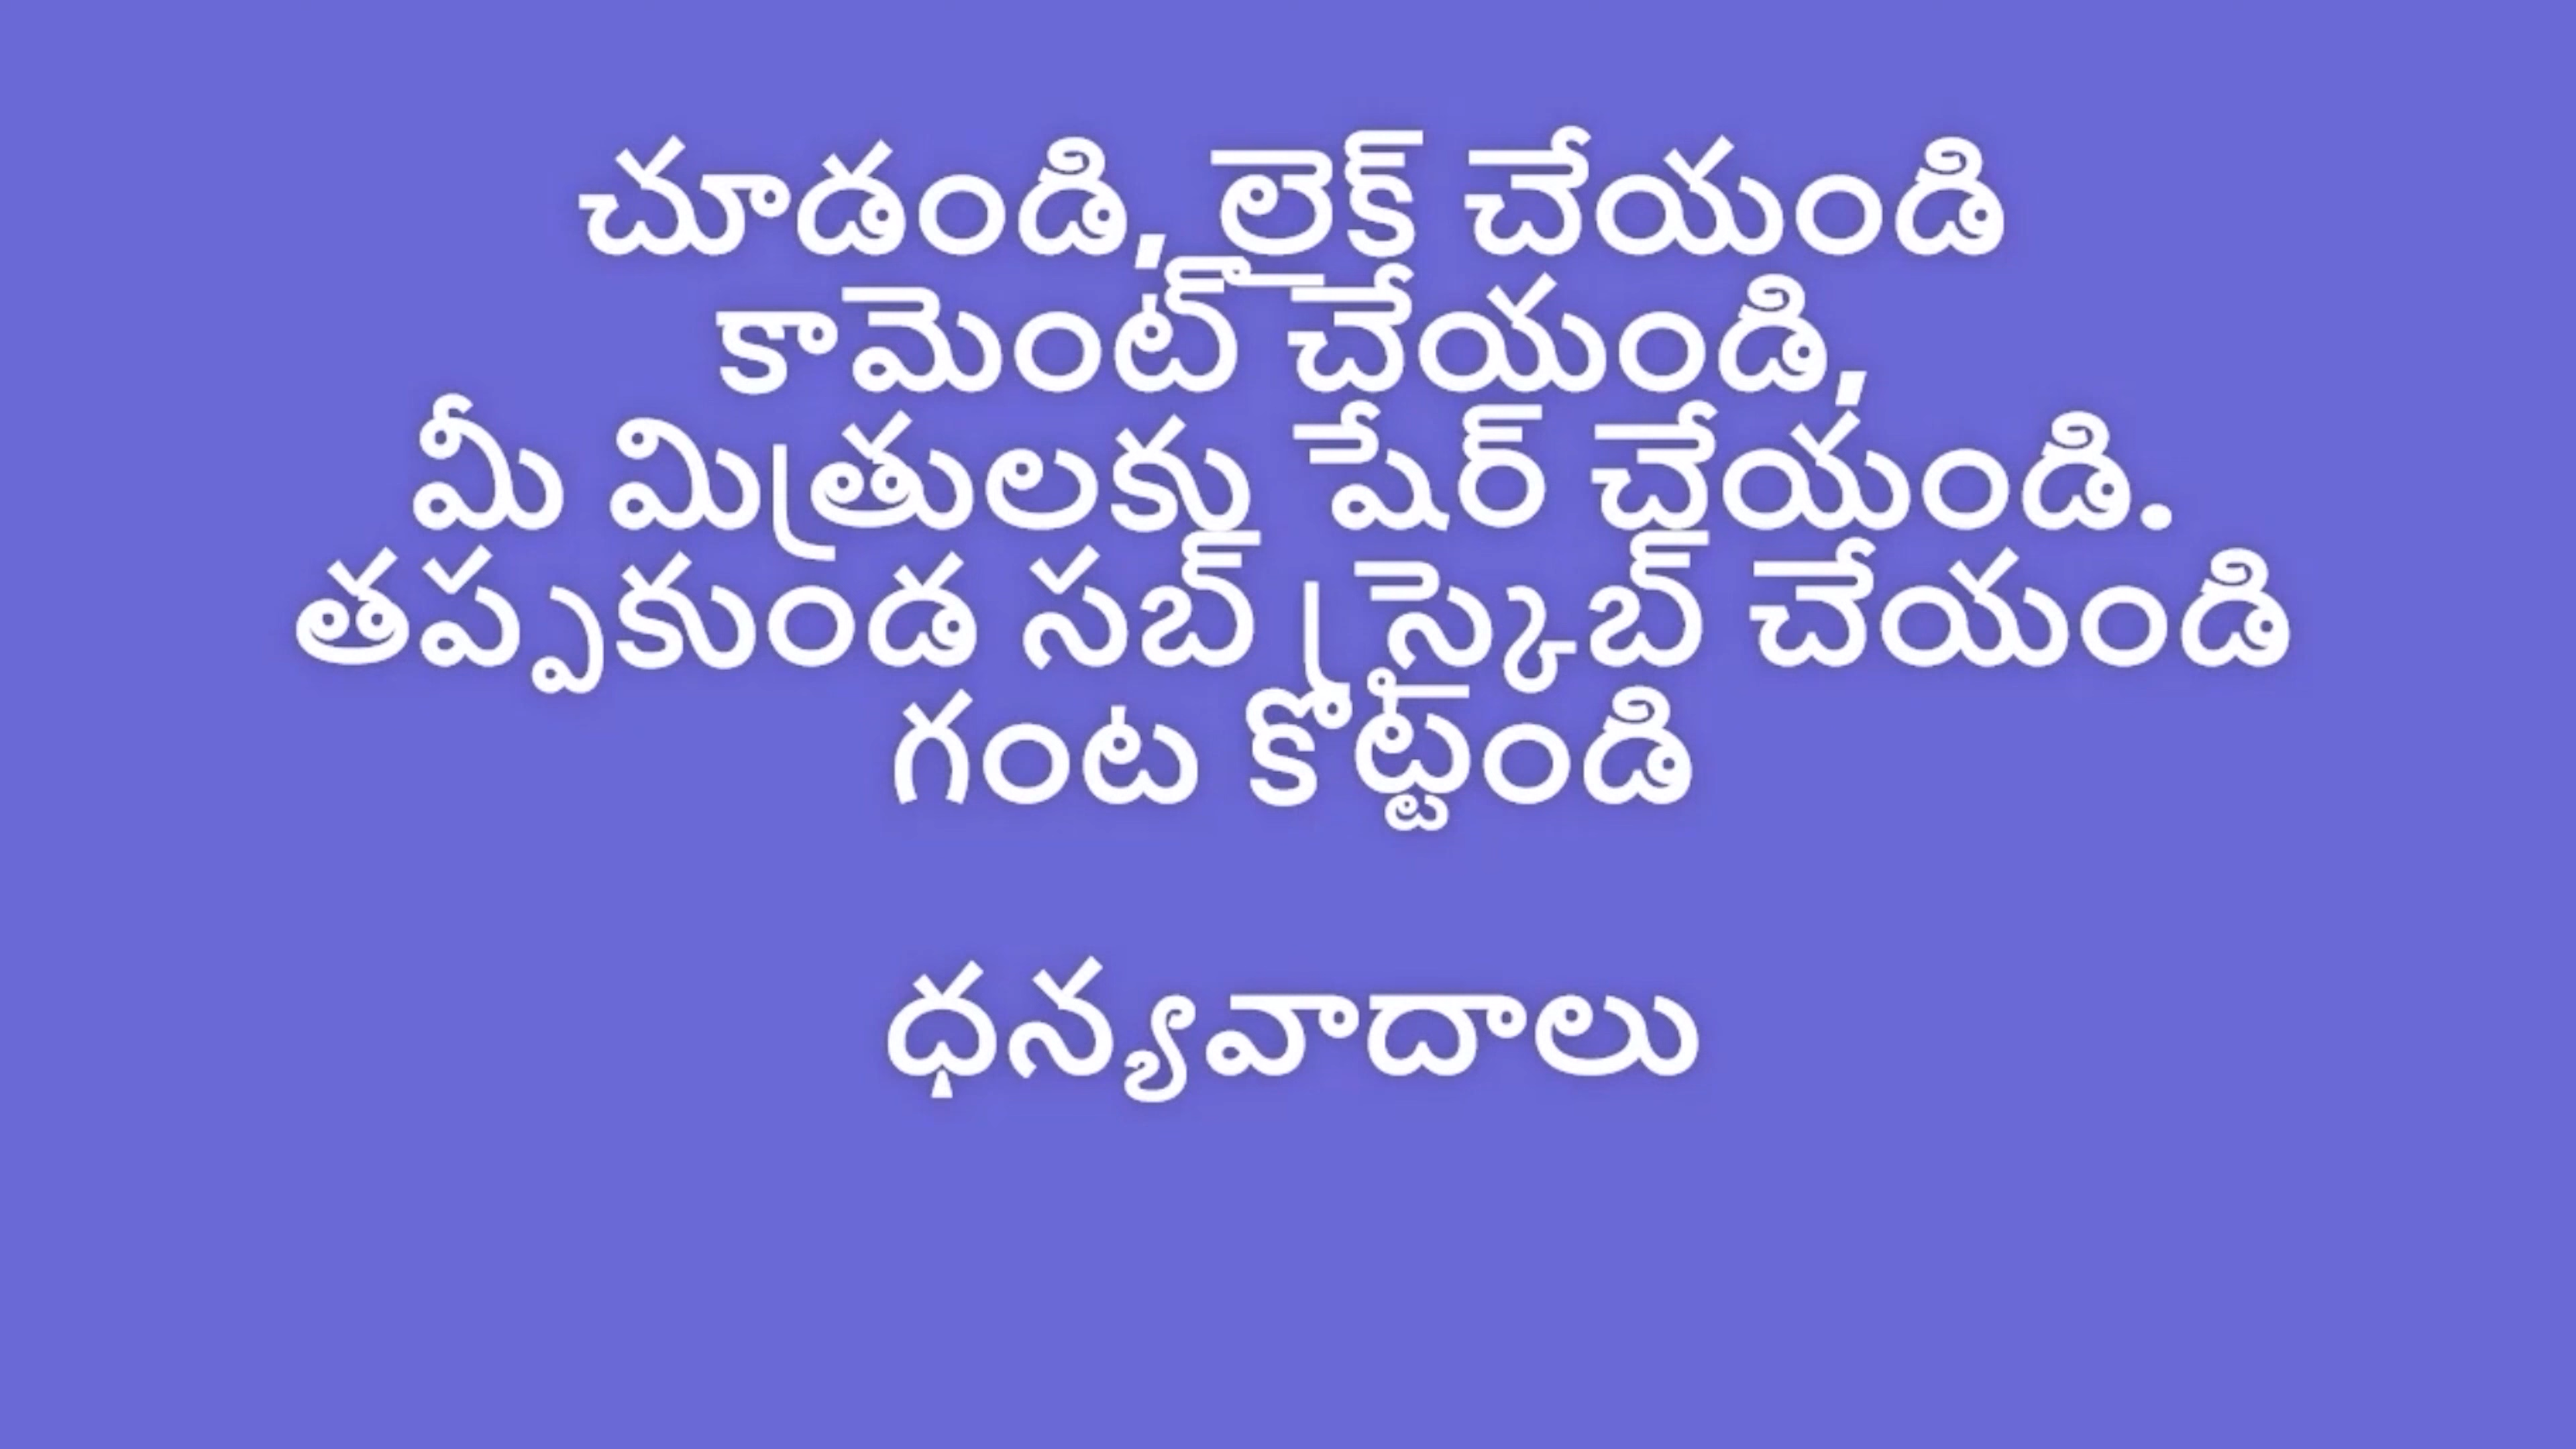 చూడండి, లైక్ చేయండి
కామెంట్ చేయండి,
మీ మిత్రులకు షేర్ చేయండి.
తప్పకుండ సబ్ స్క్రైబ్ చేయండి
గంట కొట్టండి
ధన్యవాదాలు